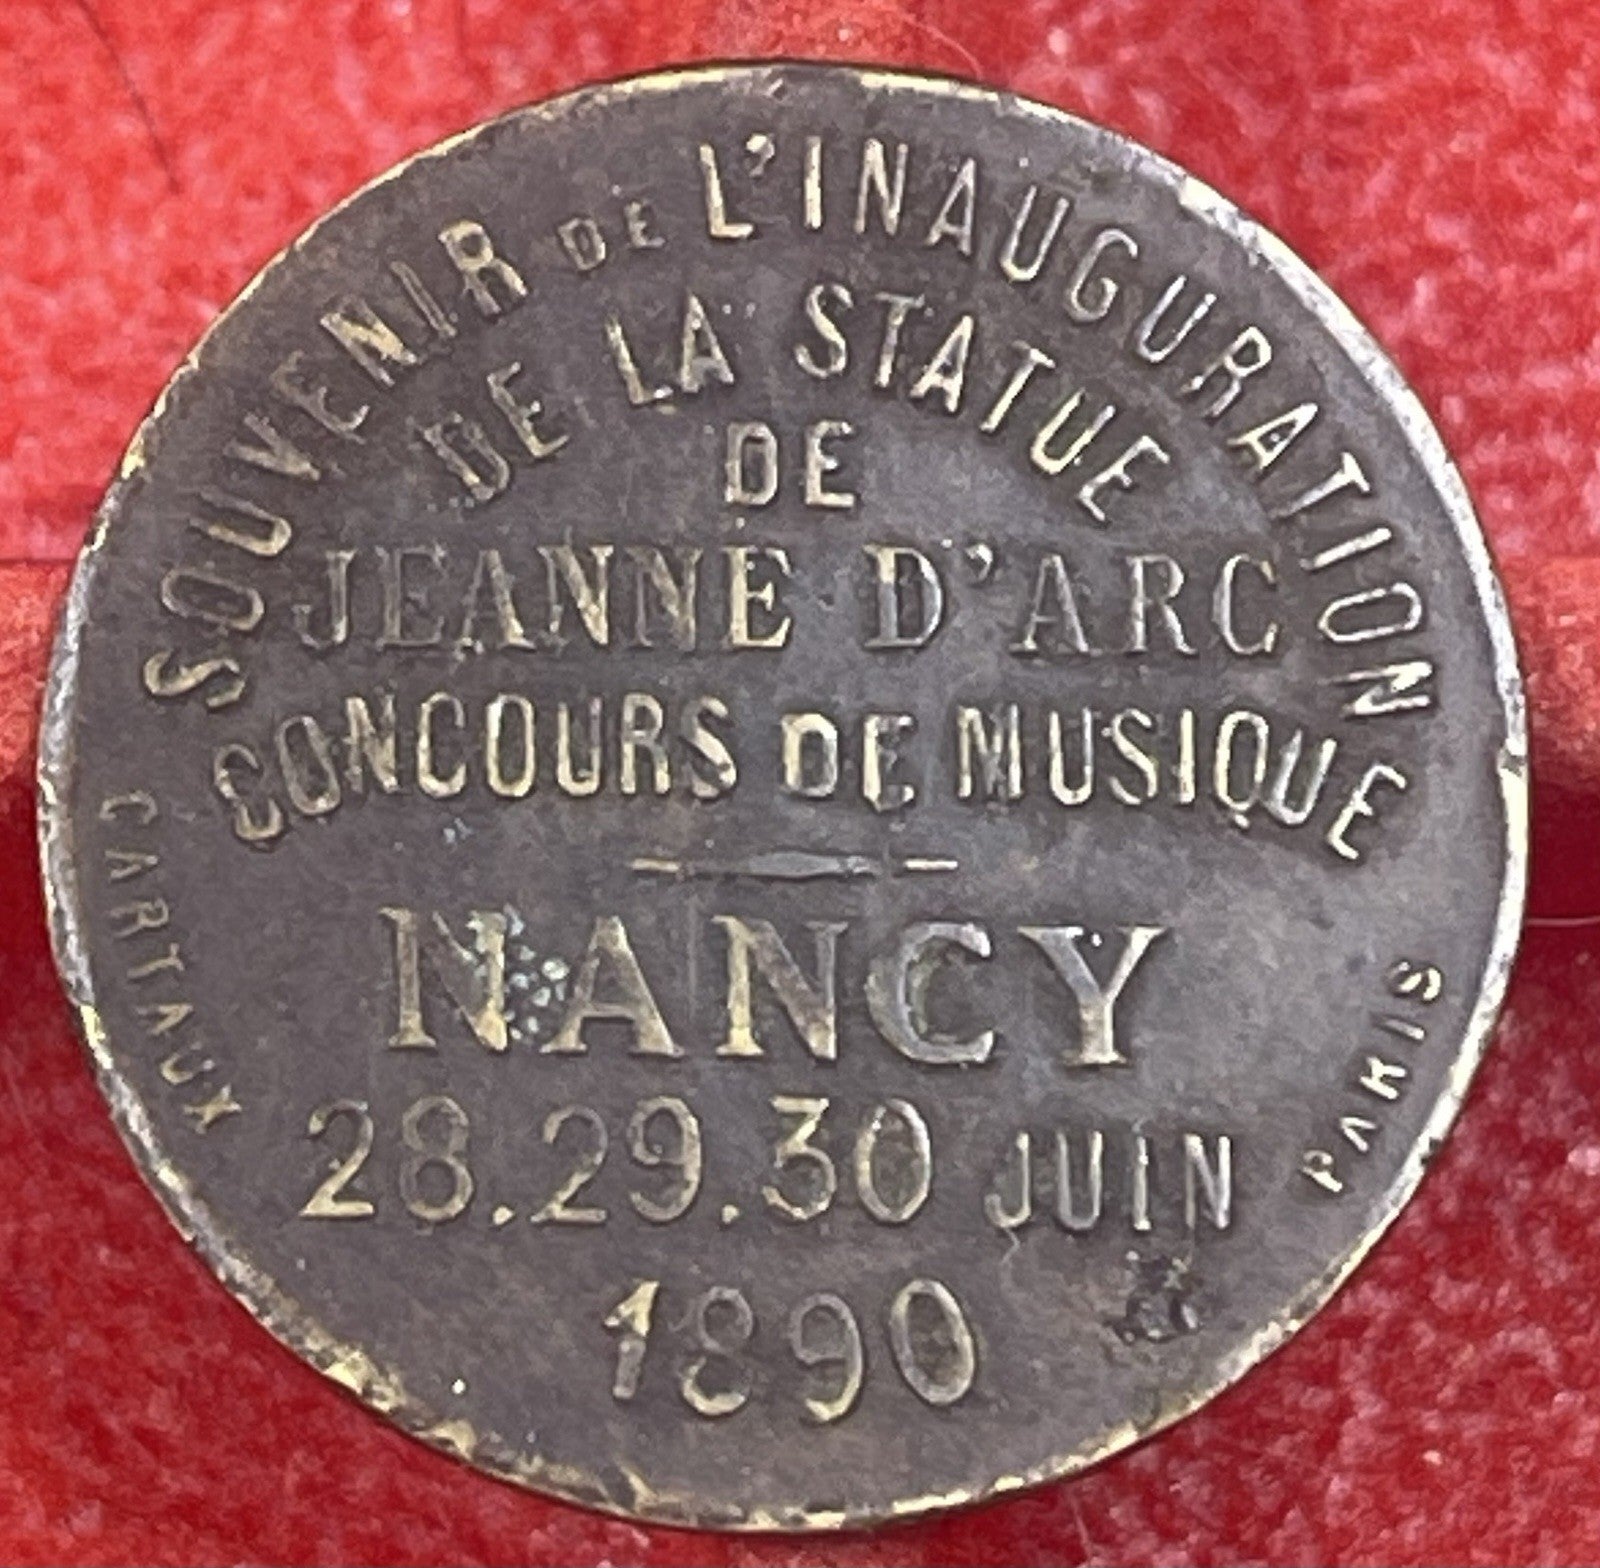 SOUVENIR DE L'INAUGURATION
DE LA STATUE
DE
JEANNE D'ARC
CONCOURS DE MUSIQUE
NANCY
28.29.30 JUIN
1890
CARTAUX
PARIS